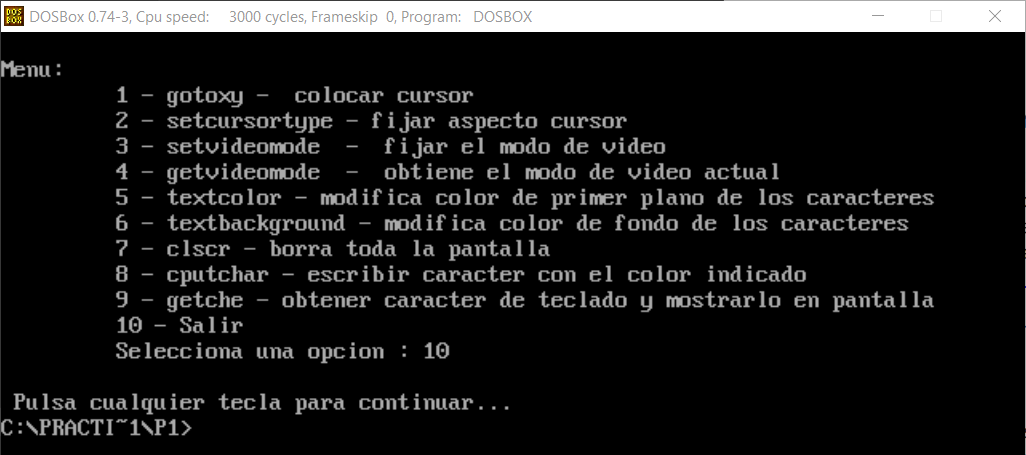 DOSBox 0.74-3, Cpu speed: 3000 cycles, Frameskip 0, Program: DOSBOX
Menu:
1 - gotoxy - colocar cursor
2 - setcursortype - fijar aspecto cursor
3 - setvideomode - fijar el modo de video
4 - getvideomode - obtiene el modo de video actual
5 - textcolor - modifica color de primer plano de los caracteres
6 - textbackground - modifica color de fondo de los caracteres
7 - clscr - borra toda la pantalla
8 - cputchar - escribir caracter con el color indicado
9 - getche - obtener caracter de teclado y mostrarlo en pantalla
10 - Salir
Selecciona una opcion : 10
Pulsa cualquier tecla para continuar...
C:\PRACTI~1\P1>